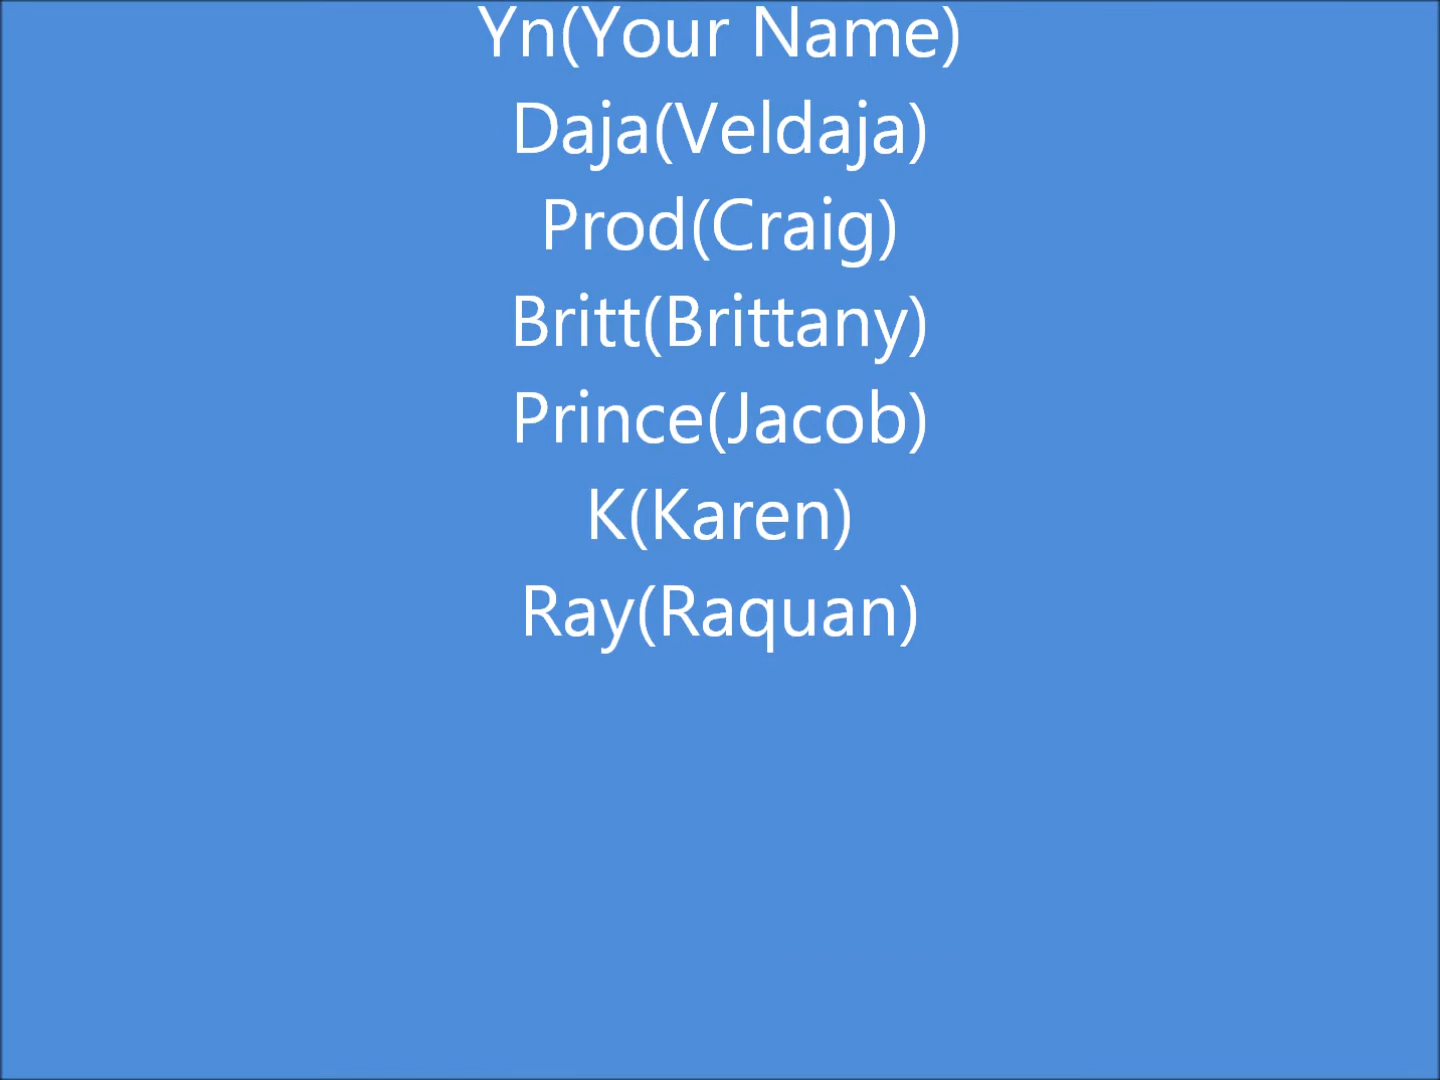 Yn(Your Name)
Daja(Veldaja)
Prod(Craig)
Britt(Brittany)
Prince(Jacob)
K(Karen)
Ray(Raquan)